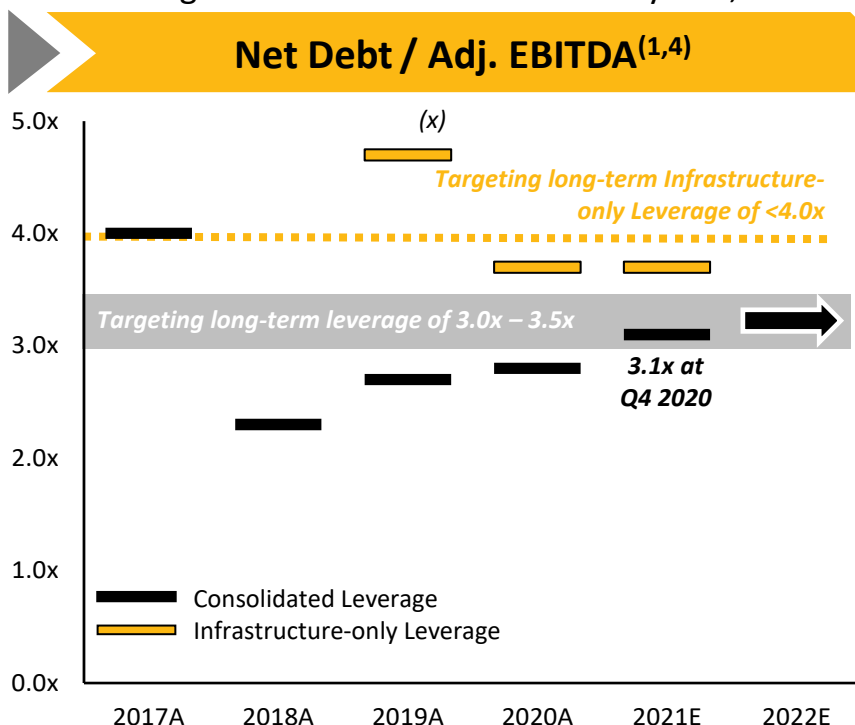 Net Debt / Adj. EBITDA(1,4)
(x)
5.0x
Targeting long-term Infrastructure-
only Leverage of <4.0x
4.0x
Targeting long-term leverage of 3.0x – 3.5x
3.0x
3.1x at
Q4 2020
2.0x
1.0x
Consolidated Leverage
Infrastructure-only Leverage
0.0x
2017A 2018A 2019A 2020A 2021E 2022E